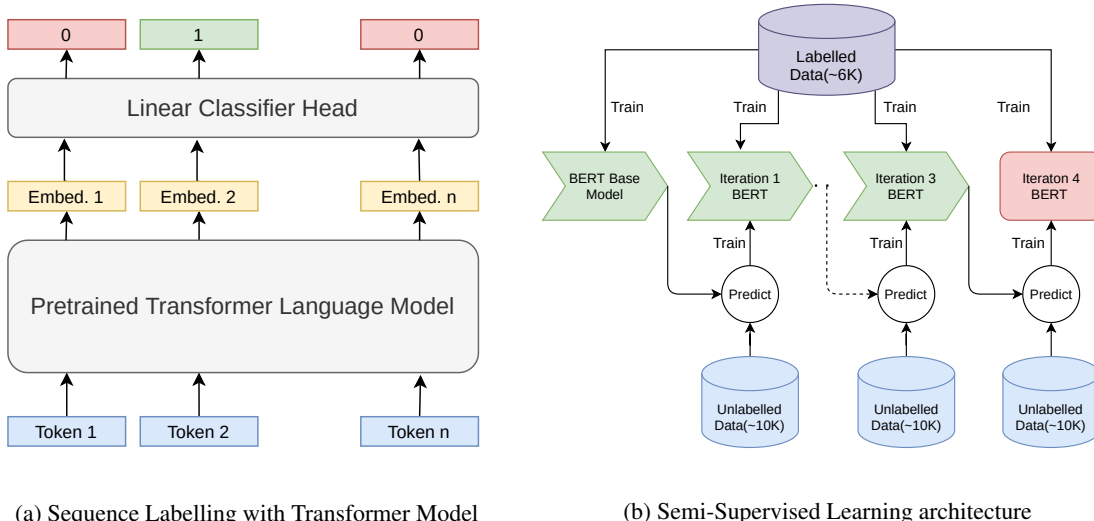 0
1
0
Linear Classifier Head
Embed. 1
Embed. 2
Embed. n
Pretrained Transformer Language Model
Token 1
Token 2
Token n
(a) Sequence Labelling with Transformer Model
Labelled
Data(~6K)
Train
Train
Train
Train
BERT Base
Model
Iteration 1
BERT
Iteration 3
BERT
Iteraton 4
BERT
Train
Train
Train
Predict
Predict
Predict
Unlabelled
Data(~10K)
Unlabelled
Data(~10K)
Unlabelled
Data(~10K)
(b) Semi-Supervised Learning architecture